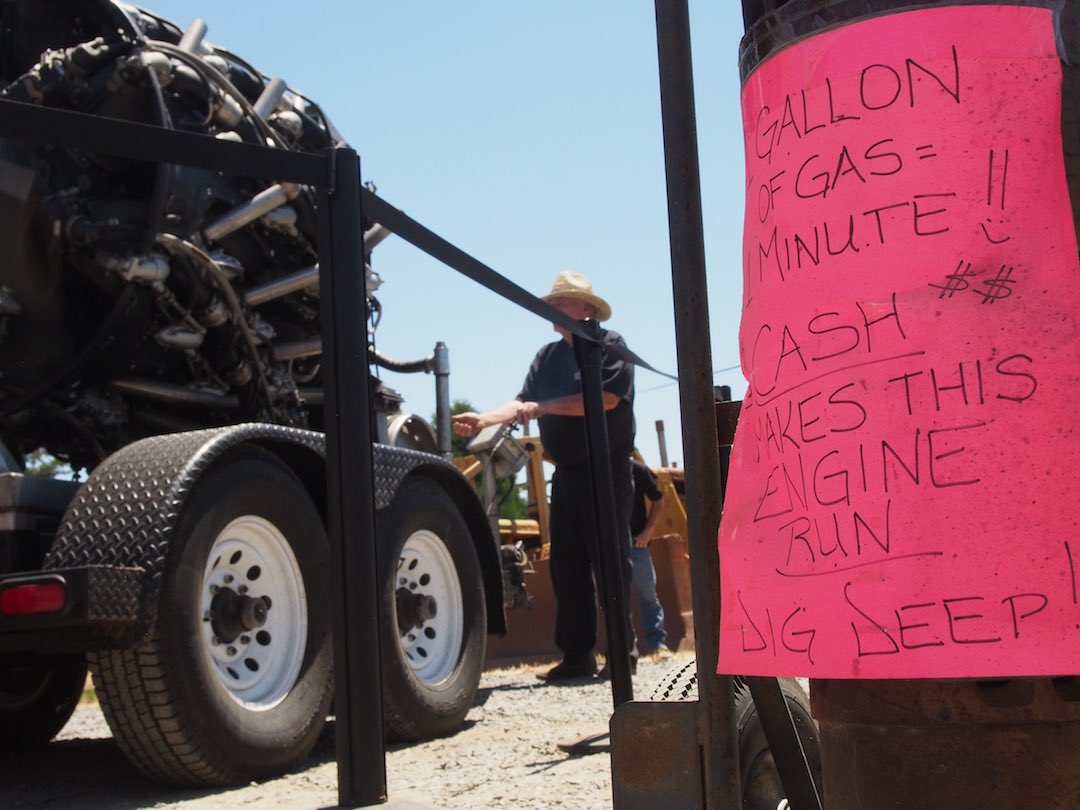 GALLON
OF GAS =
MINUTE !!
CASH $$
MAKES THIS
ENGINE
RUN
DIG DEEP!